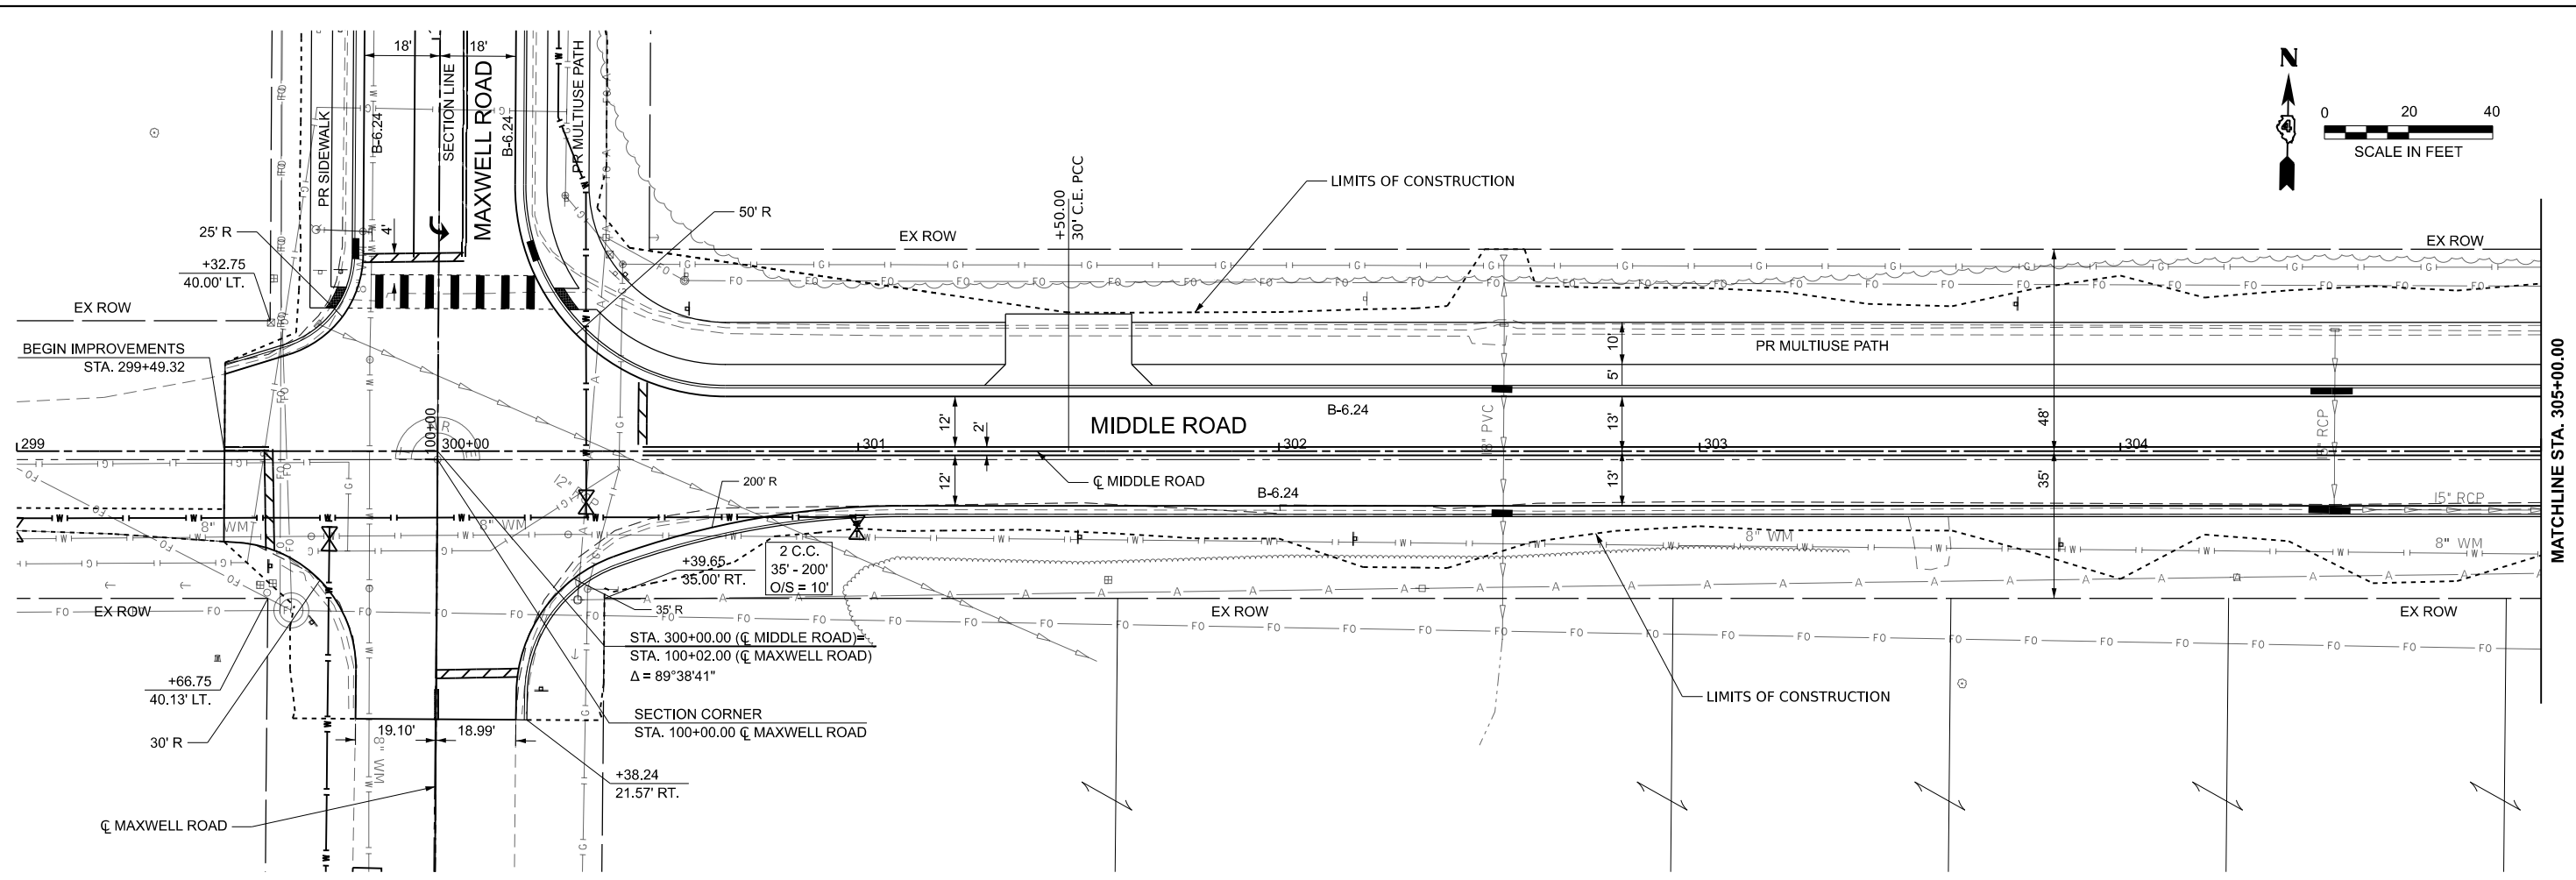 18'
18'
SECTION LINE
MAXWELL ROAD
B-6.24
B-6.24
PR SIDEWALK
PR MULTIUSE PATH
N
4
0 20 40
SCALE IN FEET
25' R
4'
50' R
+32.75
40.00' LT.
EX ROW
BEGIN IMPROVEMENTS
STA. 299+49.32
EX ROW
+50.00
30' C.E. PCC
LIMITS OF CONSTRUCTION
EX ROW
10'
5'
PR MULTIUSE PATH
48'
MATCHLINE STA. 305+00.00
299
100+00
300+00
12'
2'
MIDDLE ROAD
B-6.24
18" PVC
13'
15" RCP
301
302
303
304
12'
℄ MIDDLE ROAD
B-6.24
13'
35'
200' R
15" RCP
8" WM
8" WM
8" WM
8" WM
EX ROW
+39.65
35.00' RT.
2 C.C.
35' - 200'
O/S = 10'
35' R
EX ROW
EX ROW
STA. 300+00.00 (℄ MIDDLE ROAD)=
STA. 100+02.00 (℄ MAXWELL ROAD)
Δ = 89°38'41"
+66.75
40.13' LT.
30' R
SECTION CORNER
STA. 100+00.00 ℄ MAXWELL ROAD
LIMITS OF CONSTRUCTION
19.10'
18.99'
8" WM
+38.24
21.57' RT.
℄ MAXWELL ROAD